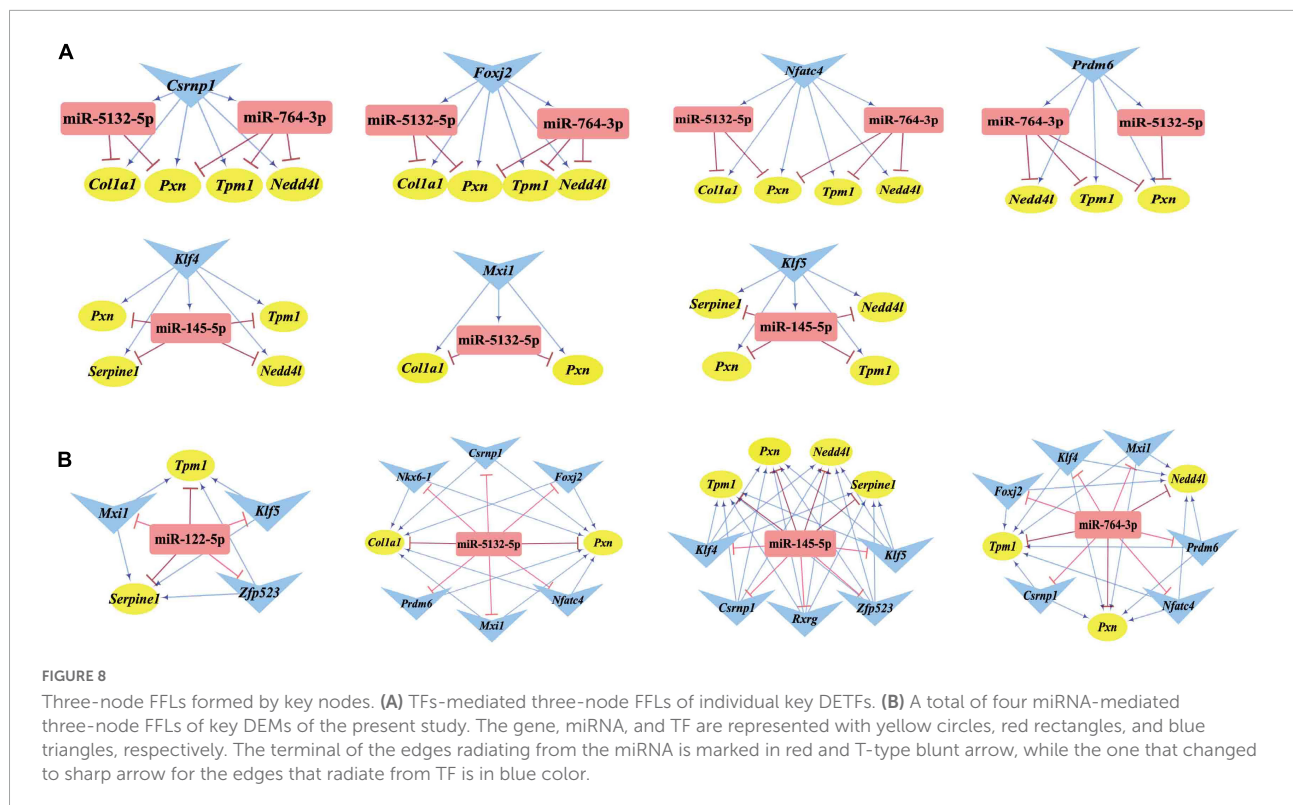 A
Csrnp1
miR-5132-5p
miR-764-3p
Col1a1
Pxn
Tpm1
Nedd4l
Foxj2
miR-5132-5p
miR-764-3p
Col1a1
Pxn
Tpm1
Nedd4l
Nfatc4
miR-5132-5p
miR-764-3p
Col1a1
Pxn
Tpm1
Nedd4l
Prdm6
miR-764-3p
miR-5132-5p
Nedd4l
Tpm1
Pxn
Klf4
Pxn
Tpm1
miR-145-5p
Serpine1
Nedd4l
Mxi1
miR-5132-5p
Col1a1
Pxn
Klf5
Serpine1
Nedd4l
miR-145-5p
Pxn
Tpm1
B
Tpm1
Mxi1
Klf5
miR-122-5p
Serpine1
Zfp523
Csrnp1
Nkx6-1
Foxj2
Col1a1
miR-5132-5p
Pxn
Prdm6
Nfatc4
Mxi1
Pxn
Nedd4l
Tpm1
Serpine1
Klf4
miR-145-5p
Klf5
Csrnp1
Rxrg
Zfp523
Mxi1
Klf4
Foxj2
Nedd4l
miR-764-3p
Tpm1
Prdm6
Csrnp1
Nfatc4
Pxn
FIGURE 8
Three-node FFLs formed by key nodes. (A) TFs-mediated three-node FFLs of individual key DETFs. (B) A total of four miRNA-mediated
three-node FFLs of key DEMs of the present study. The gene, miRNA, and TF are represented with yellow circles, red rectangles, and blue
triangles, respectively. The terminal of the edges radiating from the miRNA is marked in red and T-type blunt arrow, while the one that changed
to sharp arrow for the edges that radiate from TF is in blue color.